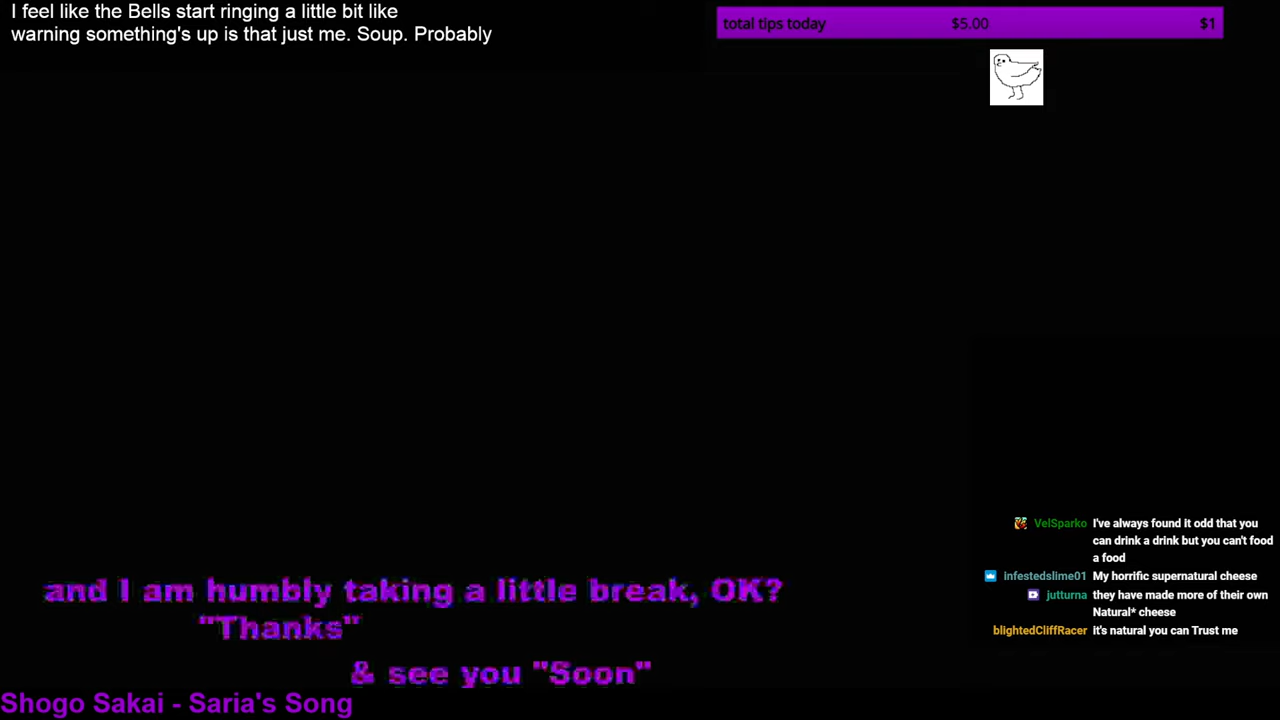 I feel like the Bells start ringing a little bit like
warning something's up is that just me. Soup. Probably
total tips today $5.00 $1
VelSparko I've always found it odd that you
can drink a drink but you can't food
a food
infestedslime01 My horrific supernatural cheese
jutturna they have made more of their own
Natural* cheese
blightedCliffRacer it's natural you can Trust me
and I am humbly taking a little break, OK?
"Thanks"
& see you "Soon"
Shogo Sakai - Saria's Song